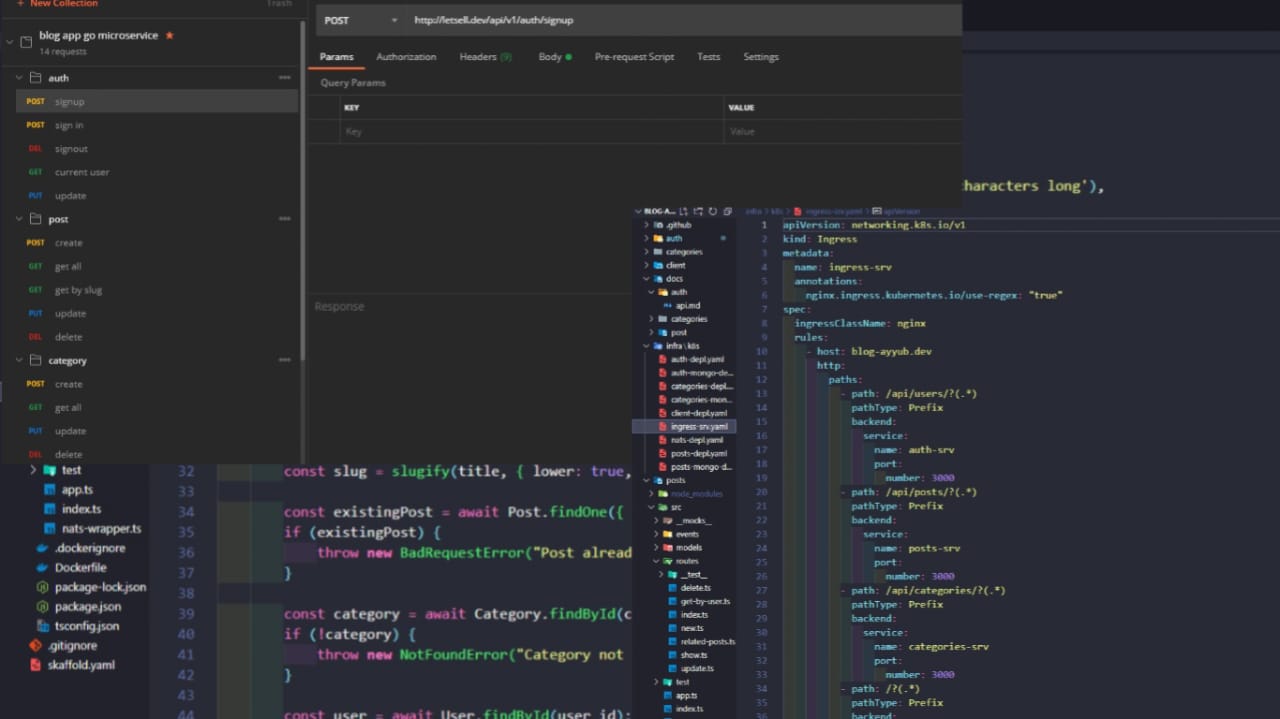 + New Collection
Trash
blog app go microservice
14 requests
auth
POST signup
POST sign in
DEL signout
GET current user
PUT update
post
POST create
GET get all
GET get by slug
PUT update
DEL delete
category
POST create
GET get all
PUT update
DEL delete
POST
http://letsell.dev/api/v1/auth/signup
Params Authorization Headers (9) Body Pre-request Script Tests Settings
Query Params
KEY VALUE
Key Value
Response
characters long'),
test
app.ts
index.ts
nats-wrapper.ts
.dockerignore
Dockerfile
package-lock.json
package.json
tsconfig.json
.gitignore
skaffold.yaml
32 const slug = slugify(title, { lower: true,
33
34 const existingPost = await Post.findOne({
35 if (existingPost) {
36 throw new BadRequestError("Post alread
37 }
38
39 const category = await Category.findById(c
40 if (!category) {
41 throw new NotFoundError("Category not
42 }
43
44 const user = await User.findById(user_id);
BLOG-A...
.github
auth
categories
client
docs
auth
api.md
categories
post
infra \ k8s
auth-depl.yaml
auth-mongo-de...
categories-depl...
categories-mon...
client-depl.yaml
ingress-srv.yaml
nats-depl.yaml
posts-depl.yaml
posts-mongo-d...
posts
node_modules
src
__mocks__
events
models
routes
__test__
delete.ts
get-by-user.ts
index.ts
new.ts
related-posts.ts
show.ts
update.ts
test
app.ts
index.ts
infra > k8s > ingress-srv.yaml > apiVersion
1 apiVersion: networking.k8s.io/v1
2 kind: Ingress
3 metadata:
4 name: ingress-srv
5 annotations:
6 nginx.ingress.kubernetes.io/use-regex: "true"
7 spec:
8 ingressClassName: nginx
9 rules:
10 - host: blog-ayyub.dev
11 http:
12 paths:
13 - path: /api/users/?(.*)
14 pathType: Prefix
15 backend:
16 service:
17 name: auth-srv
18 port:
19 number: 3000
20 - path: /api/posts/?(.*)
21 pathType: Prefix
22 backend:
23 service:
24 name: posts-srv
25 port:
26 number: 3000
27 - path: /api/categories/?(.*)
28 pathType: Prefix
29 backend:
30 service:
31 name: categories-srv
32 port:
33 number: 3000
34 - path: /?(.*)
35 pathType: Prefix
36 backend: